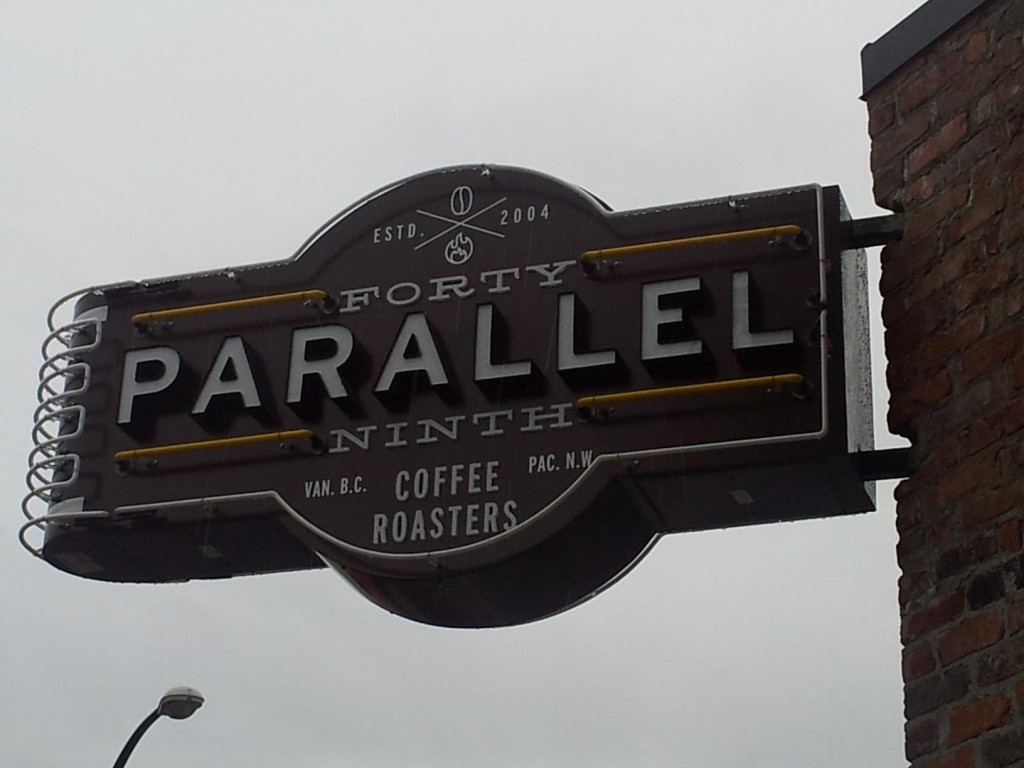 ESTD. 2004
FORTY
PARALLEL
NINTH
VAN. B.C. COFFEE PAC. N.W.
ROASTERS